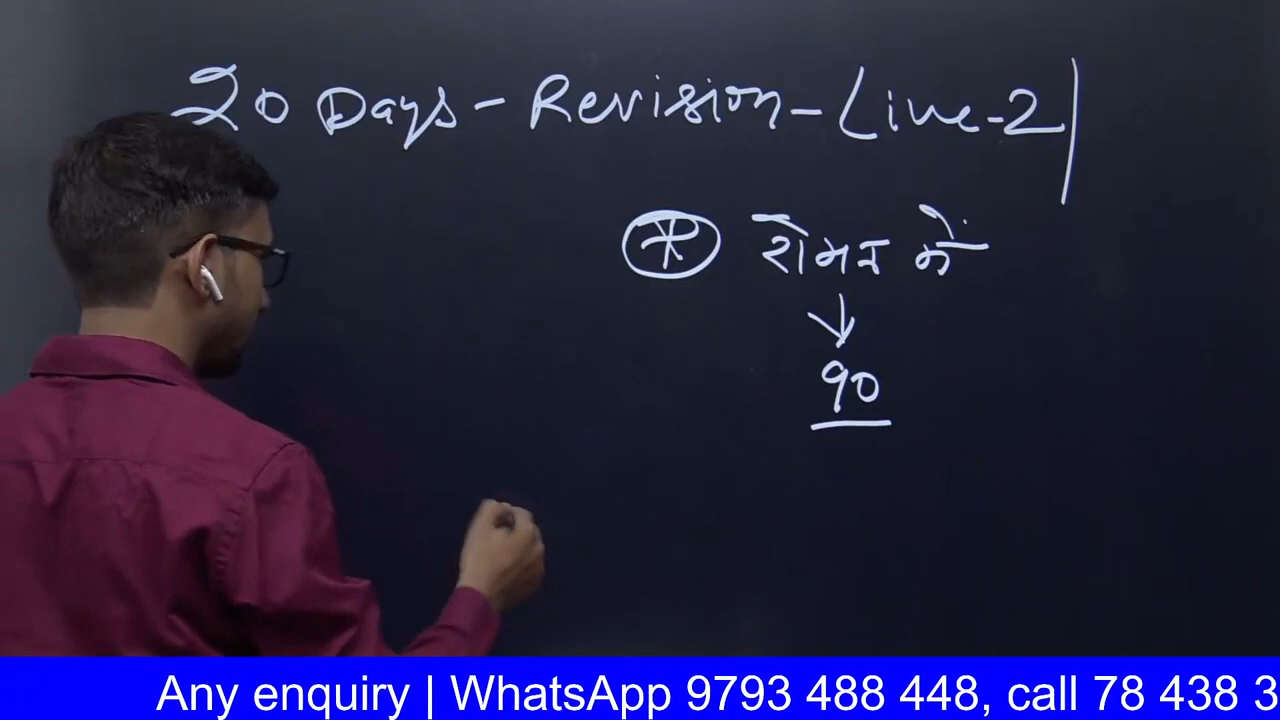 20 Days - Revision - Live-2|
रोमन में
90
Any enquiry | WhatsApp 9793 488 448, call 78 438 3